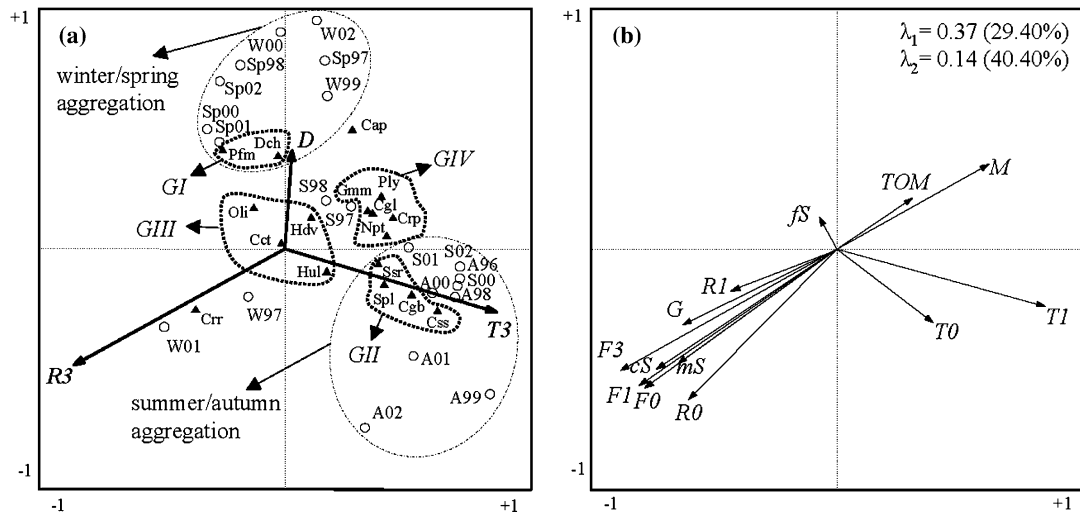 +1
(a)
W00
W02
Sp98
Sp97
winter/spring
aggregation
Sp02
W99
Sp00
Sp01
Cap
Pfm
Dch
D
GI
GIV
S98
Gmm
Ply
Oli
S97
Cgl
Crp
GIII
Hdv
Npt
Cct
S01
S02
A96
Hul
Ssr
S00
Spl
A00
A98
Cgb
W97
Crr
Css
T3
W01
GII
A01
R3
summer/autumn
aggregation
A99
A02
-1
-1
+1
+1
(b)
λ1= 0.37 (29.40%)
λ2= 0.14 (40.40%)
M
TOM
fS
R1
G
T0
T1
F3
cS
mS
F1
F0
R0
-1
-1
+1